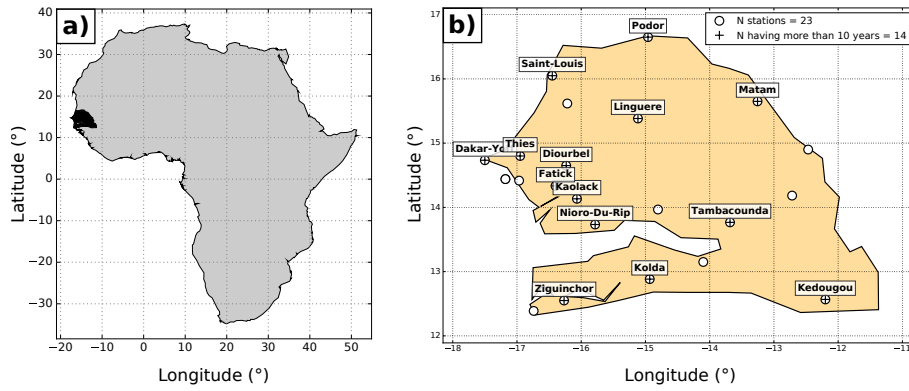 a)
40
30
20
10
0
−10
−20
−30
−20
−10
0
10
20
30
40
50
Latitude (°)
Longitude (°)
b)
N stations = 23
N having more than 10 years = 14
17
16
15
14
13
12
−18
−17
−16
−15
−14
−13
−12
−11
Latitude (°)
Longitude (°)
Podor
Saint-Louis
Matam
Linguere
Thies
Dakar-Yo
Diourbel
Fatick
Kaolack
Nioro-Du-Rip
Tambacounda
Kolda
Ziguinchor
Kedougou